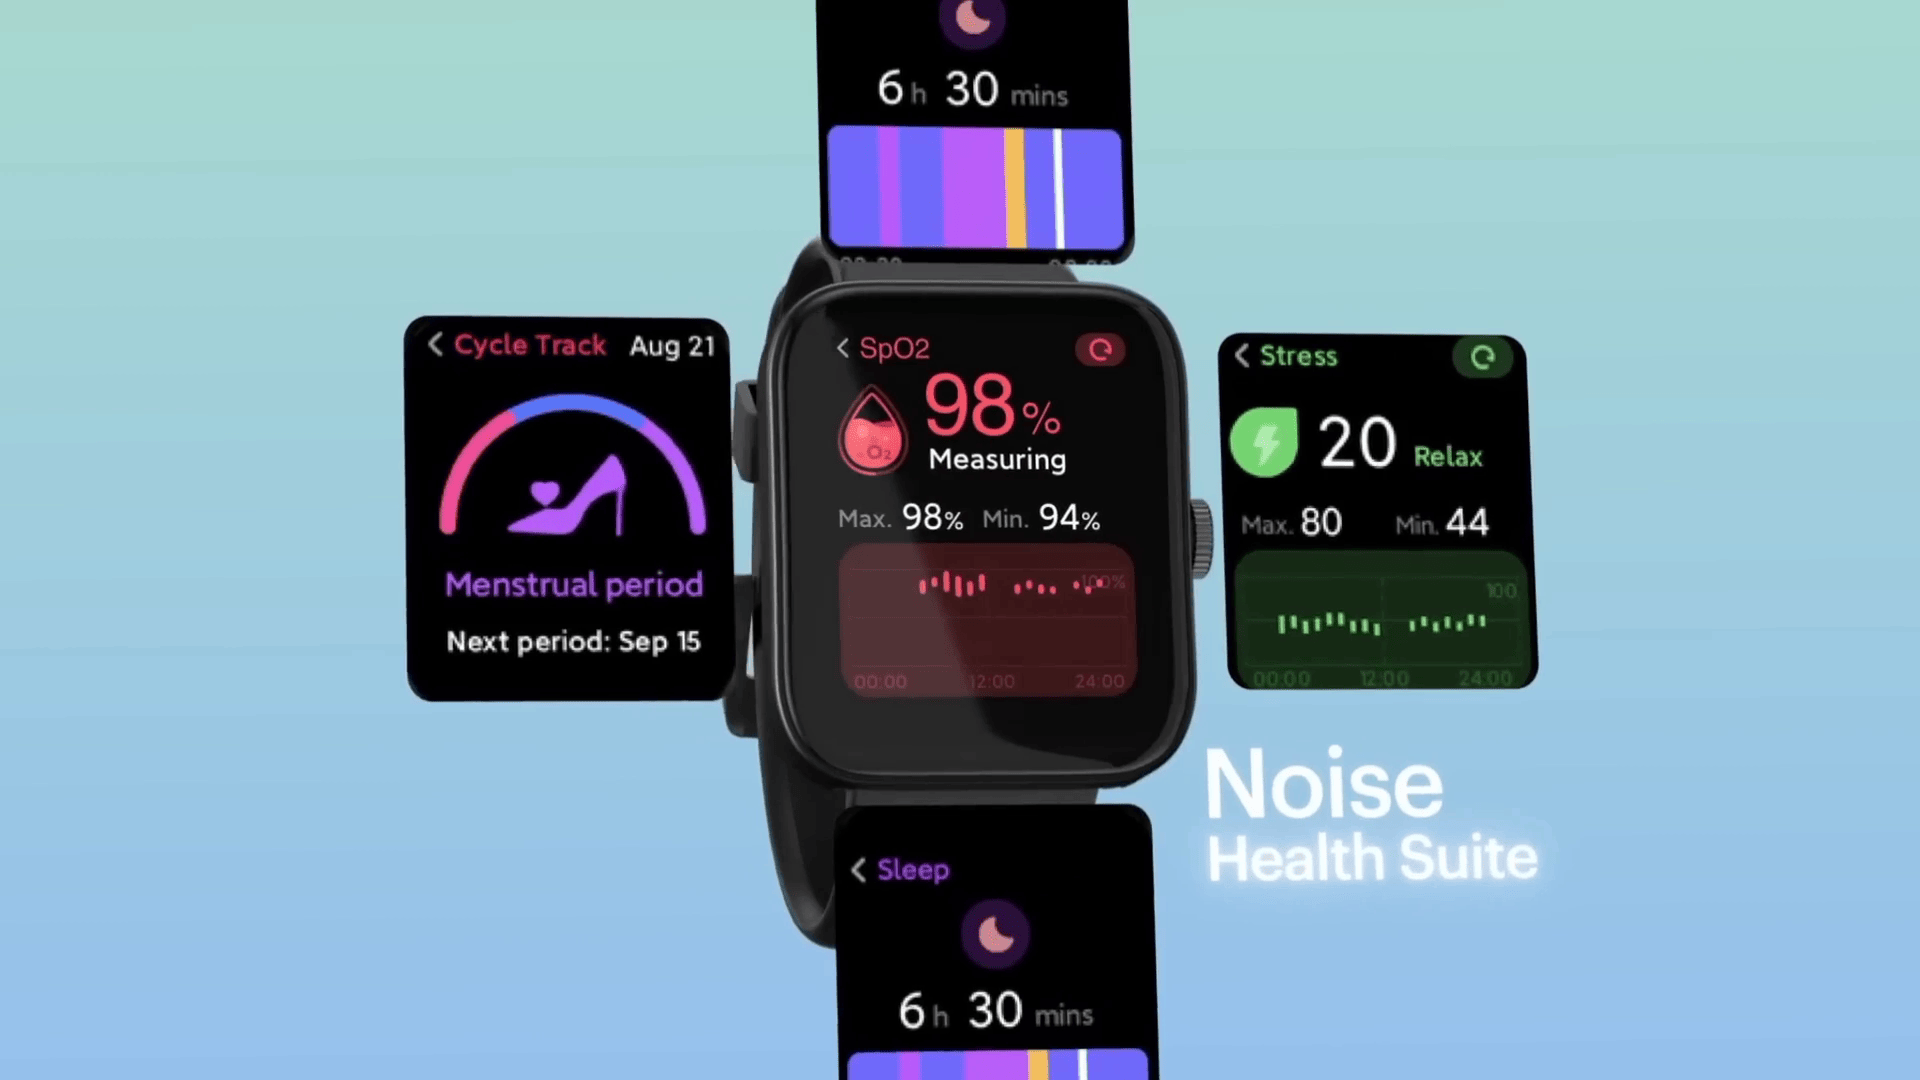 6 h 30 mins
Cycle Track Aug 21
Menstrual period
Next period: Sep 15
SpO2
98%
O2
Measuring
Max. 98% Min. 94%
100%
00:00 12:00 24:00
Stress
20 Relax
Max. 80 Min. 44
100
00:00 12:00 24:00
Noise
Health Suite
Sleep
6 h 30 mins